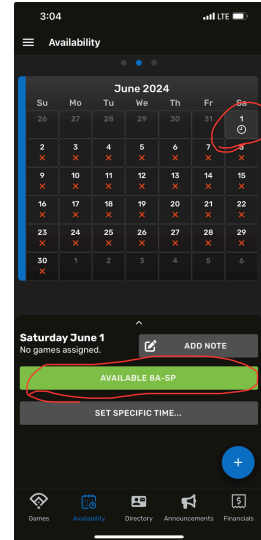 3:04 LTE
Availability
June 2024
Su Mo Tu We Th Fr Sa
26 27 28 29 30 31 1
2 3 4 5 6 7 8
9 10 11 12 13 14 15
16 17 18 19 20 21 22
23 24 25 26 27 28 29
30 1 2 3 4 5 6
Saturday June 1
No games assigned.
ADD NOTE
AVAILABLE 8A-5P
SET SPECIFIC TIME...
+
Games Availability Directory Announcements Financials